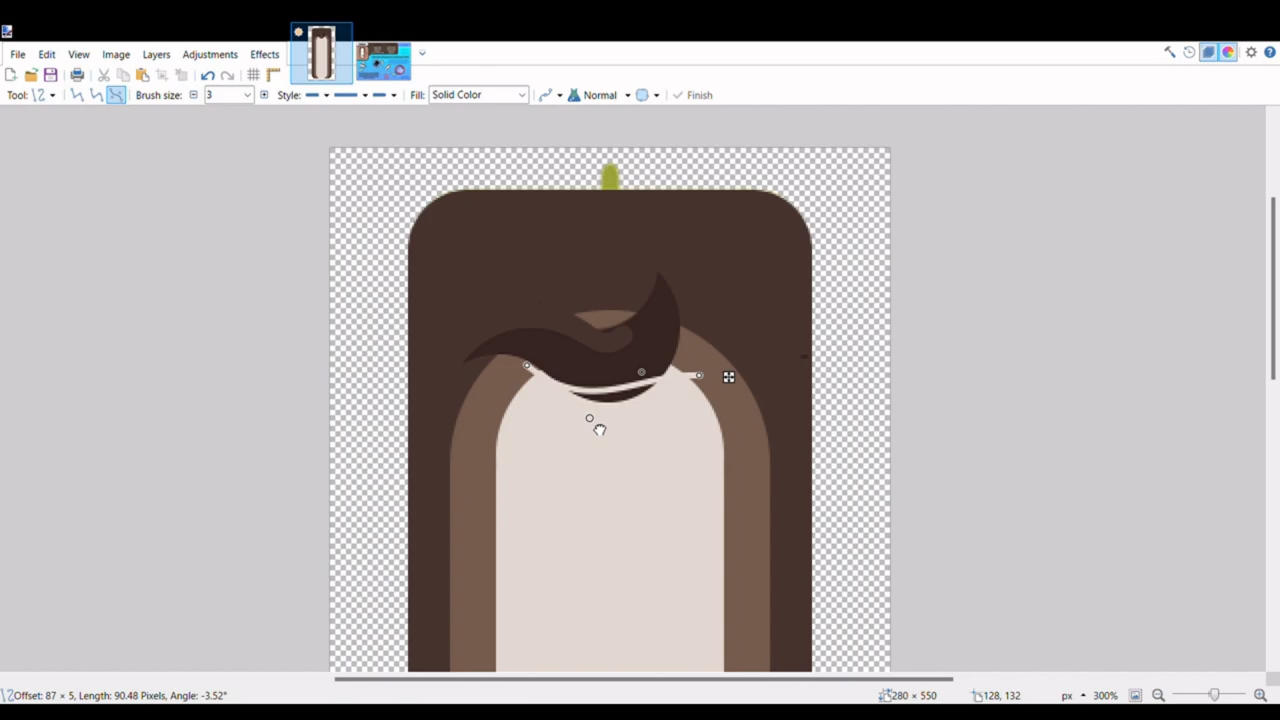 File Edit View Image Layers Adjustments Effects
Tool: Brush size: 3 Style: Fill: Solid Color Normal Finish
Offset: 87 × 5, Length: 90.48 Pixels, Angle: -3.52° 280 × 550 128, 132 px 300%